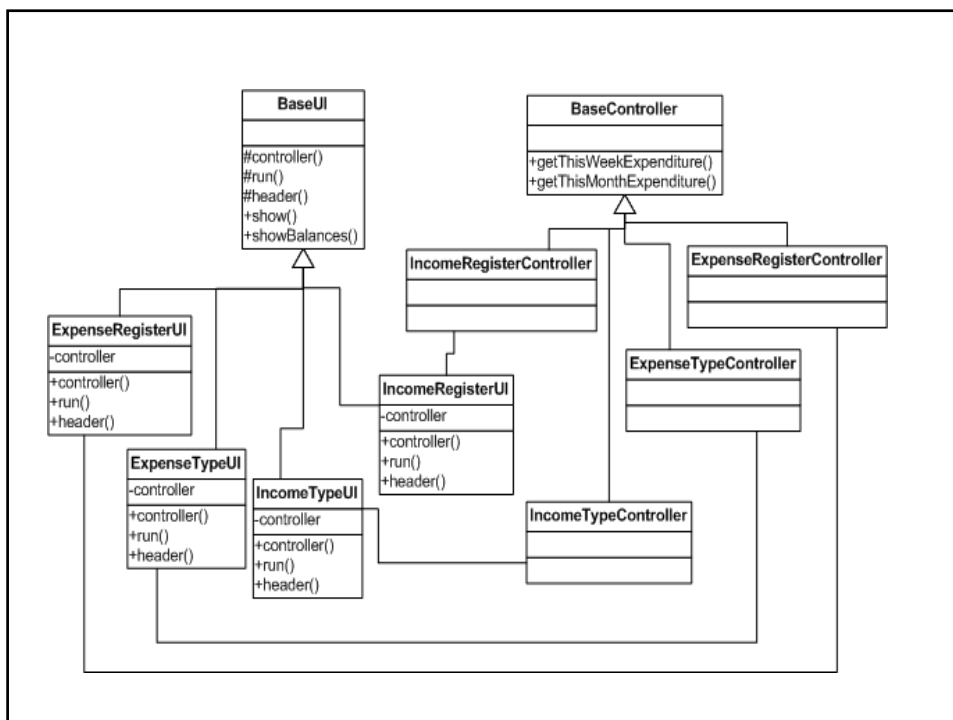 BaseUI
#controller()
#run()
#header()
+show()
+showBalances()
BaseController
+getThisWeekExpenditure()
+getThisMonthExpenditure()
IncomeRegisterController
ExpenseRegisterController
ExpenseRegisterUI
-controller
+controller()
+run()
+header()
ExpenseTypeController
IncomeRegisterUI
-controller
+controller()
+run()
+header()
ExpenseTypeUI
-controller
+controller()
+run()
+header()
IncomeTypeUI
-controller
+controller()
+run()
+header()
IncomeTypeController